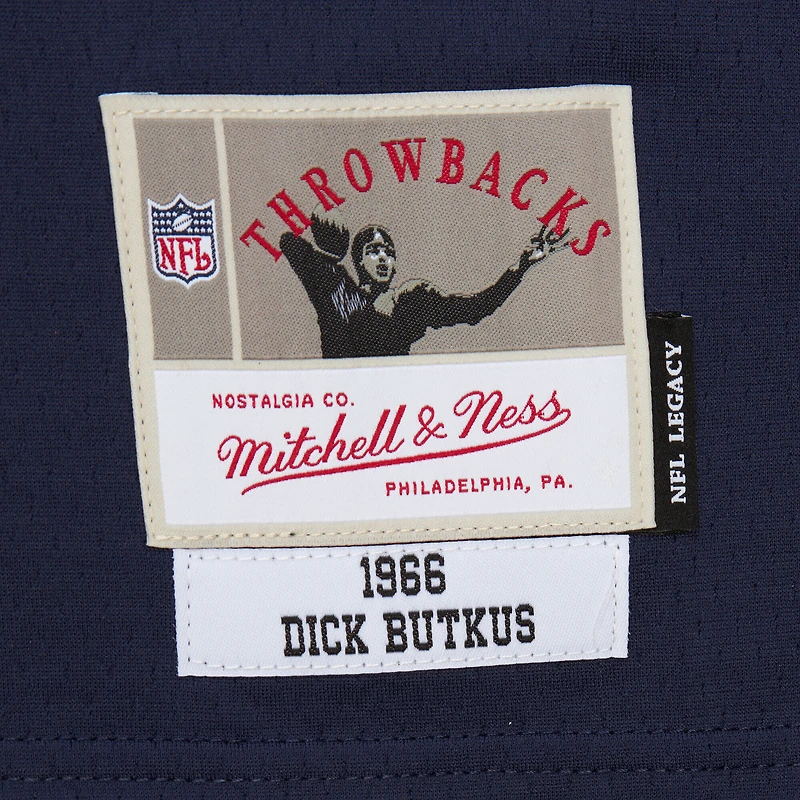 THROWBACKS
NFL
NOSTALGIA CO.
Mitchell & Ness
PHILADELPHIA, PA.
NFL LEGACY
1966
DICK BUTKUS